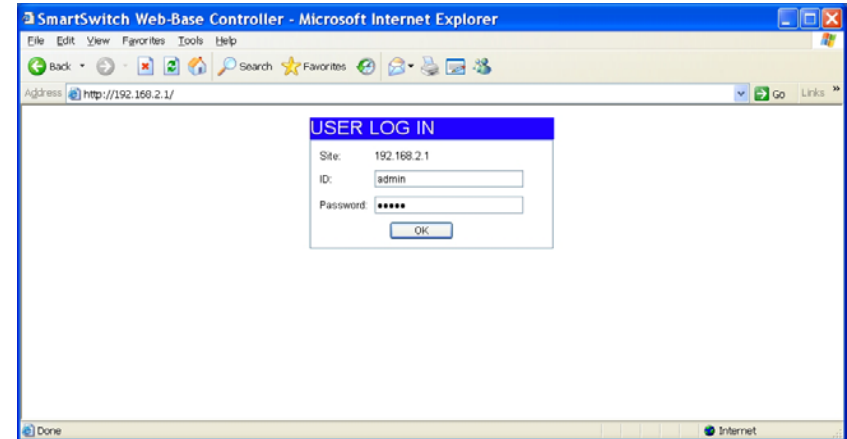 SmartSwitch Web-Base Controller - Microsoft Internet Explorer
File Edit View Favorites Tools Help
Back Search Favorites
Address http://192.168.2.1/ Go Links »
USER LOG IN
Site: 192.168.2.1
ID: admin
Password: •••••
OK
Done Internet